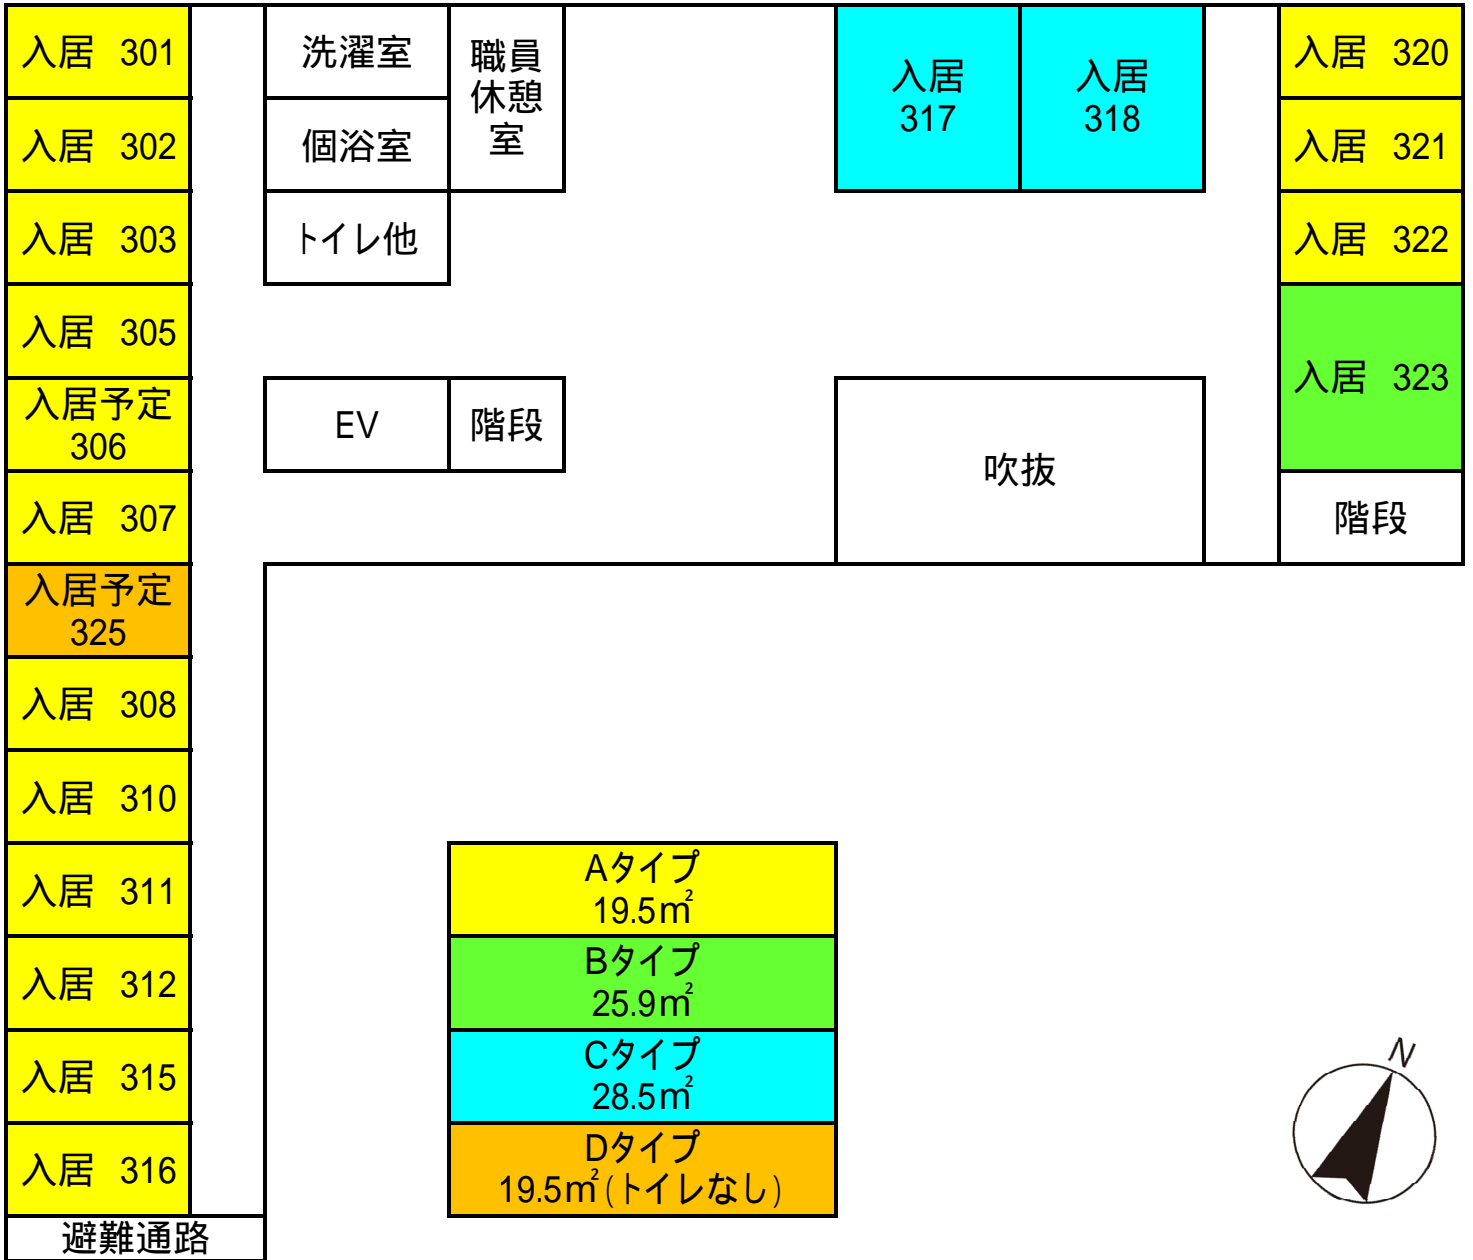 入居 301
入居 302
入居 303
入居 305
入居予定
306
入居 307
入居予定
325
入居 308
入居 310
入居 311
入居 312
入居 315
入居 316
避難通路
洗濯室
個浴室
トイレ他
職員
休憩
室
EV
階段
入居
317
入居
318
吹抜
入居 320
入居 321
入居 322
入居 323
階段
Aタイプ
19.5㎡
Bタイプ
25.9㎡
Cタイプ
28.5㎡
Dタイプ
19.5㎡(トイレなし)
N